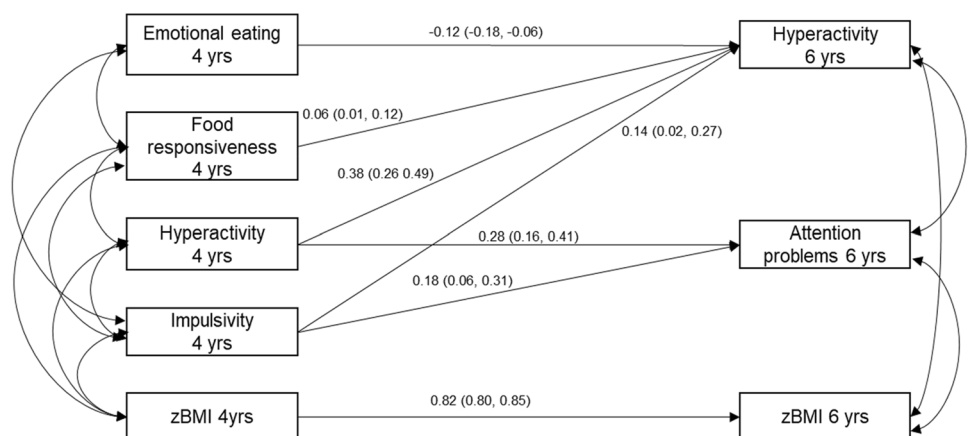 Emotional eating
4 yrs
-0.12 (-0.18, -0.06)
Hyperactivity
6 yrs
Food
responsiveness
4 yrs
0.06 (0.01, 0.12)
0.14 (0.02, 0.27)
0.38 (0.26 0.49)
Hyperactivity
4 yrs
0.28 (0.16, 0.41)
Attention
problems 6 yrs
0.18 (0.06, 0.31)
Impulsivity
4 yrs
zBMI 4yrs
0.82 (0.80, 0.85)
zBMI 6 yrs